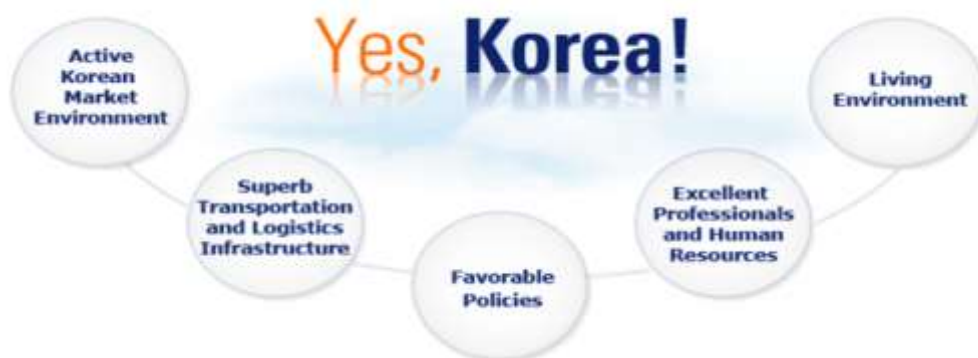 Yes, Korea!
Active
Korean
Market
Environment
Superb
Transportation
and Logistics
Infrastructure
Favorable
Policies
Excellent
Professionals
and Human
Resources
Living
Environment